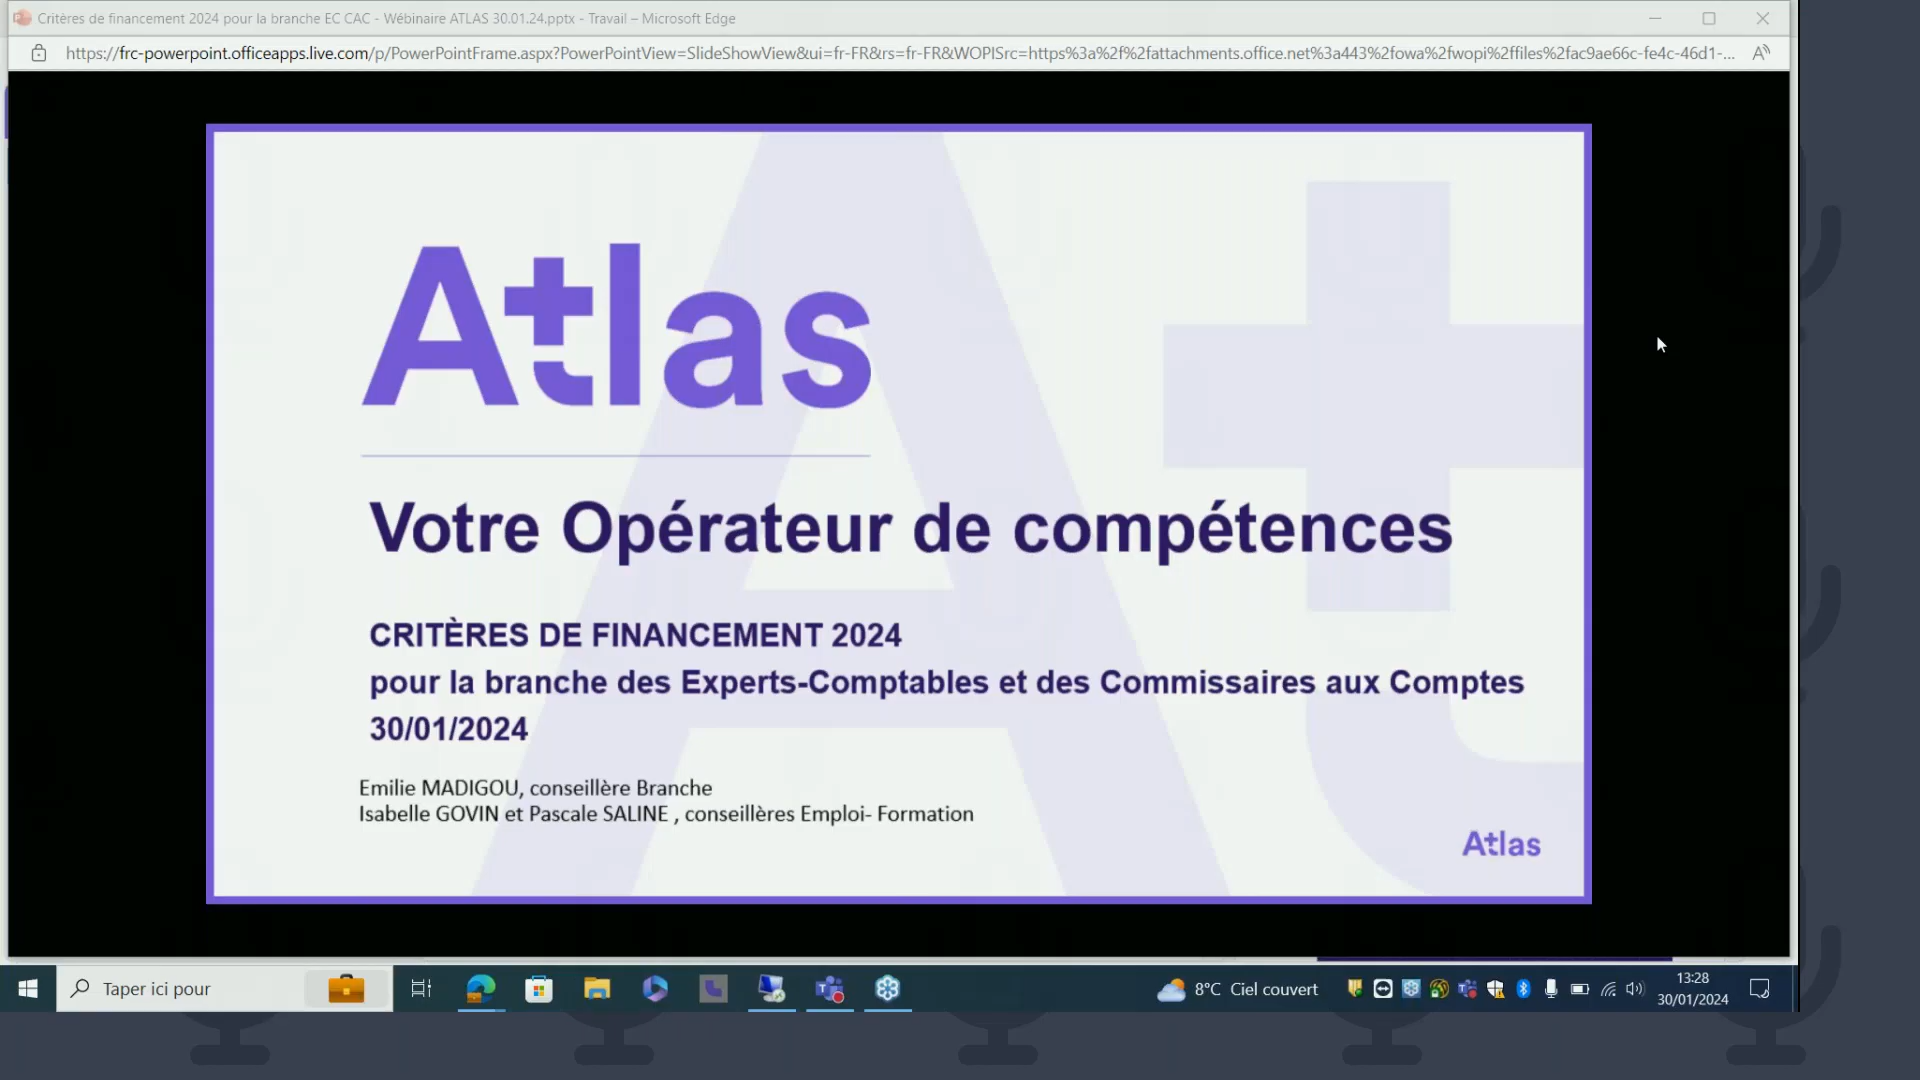 Critères de financement 2024 pour la branche EC CAC - Wébinaire ATLAS 30.01.24.pptx - Travail – Microsoft Edge
https://frc-powerpoint.officeapps.live.com/p/PowerPointFrame.aspx?PowerPointView=SlideShowView&ui=fr-FR&rs=fr-FR&WOPISrc=https%3a%2f%2fattachments.office.net%3a443%2fowa%2fwopi%2ffiles%2fac9ae66c-fe4c-46d1-...
Atlas
Votre Opérateur de compétences
CRITÈRES DE FINANCEMENT 2024
pour la branche des Experts-Comptables et des Commissaires aux Comptes
30/01/2024
Emilie MADIGOU, conseillère Branche
Isabelle GOVIN et Pascale SALINE , conseillères Emploi- Formation
Atlas
Taper ici pour
8°C Ciel couvert
13:28
30/01/2024